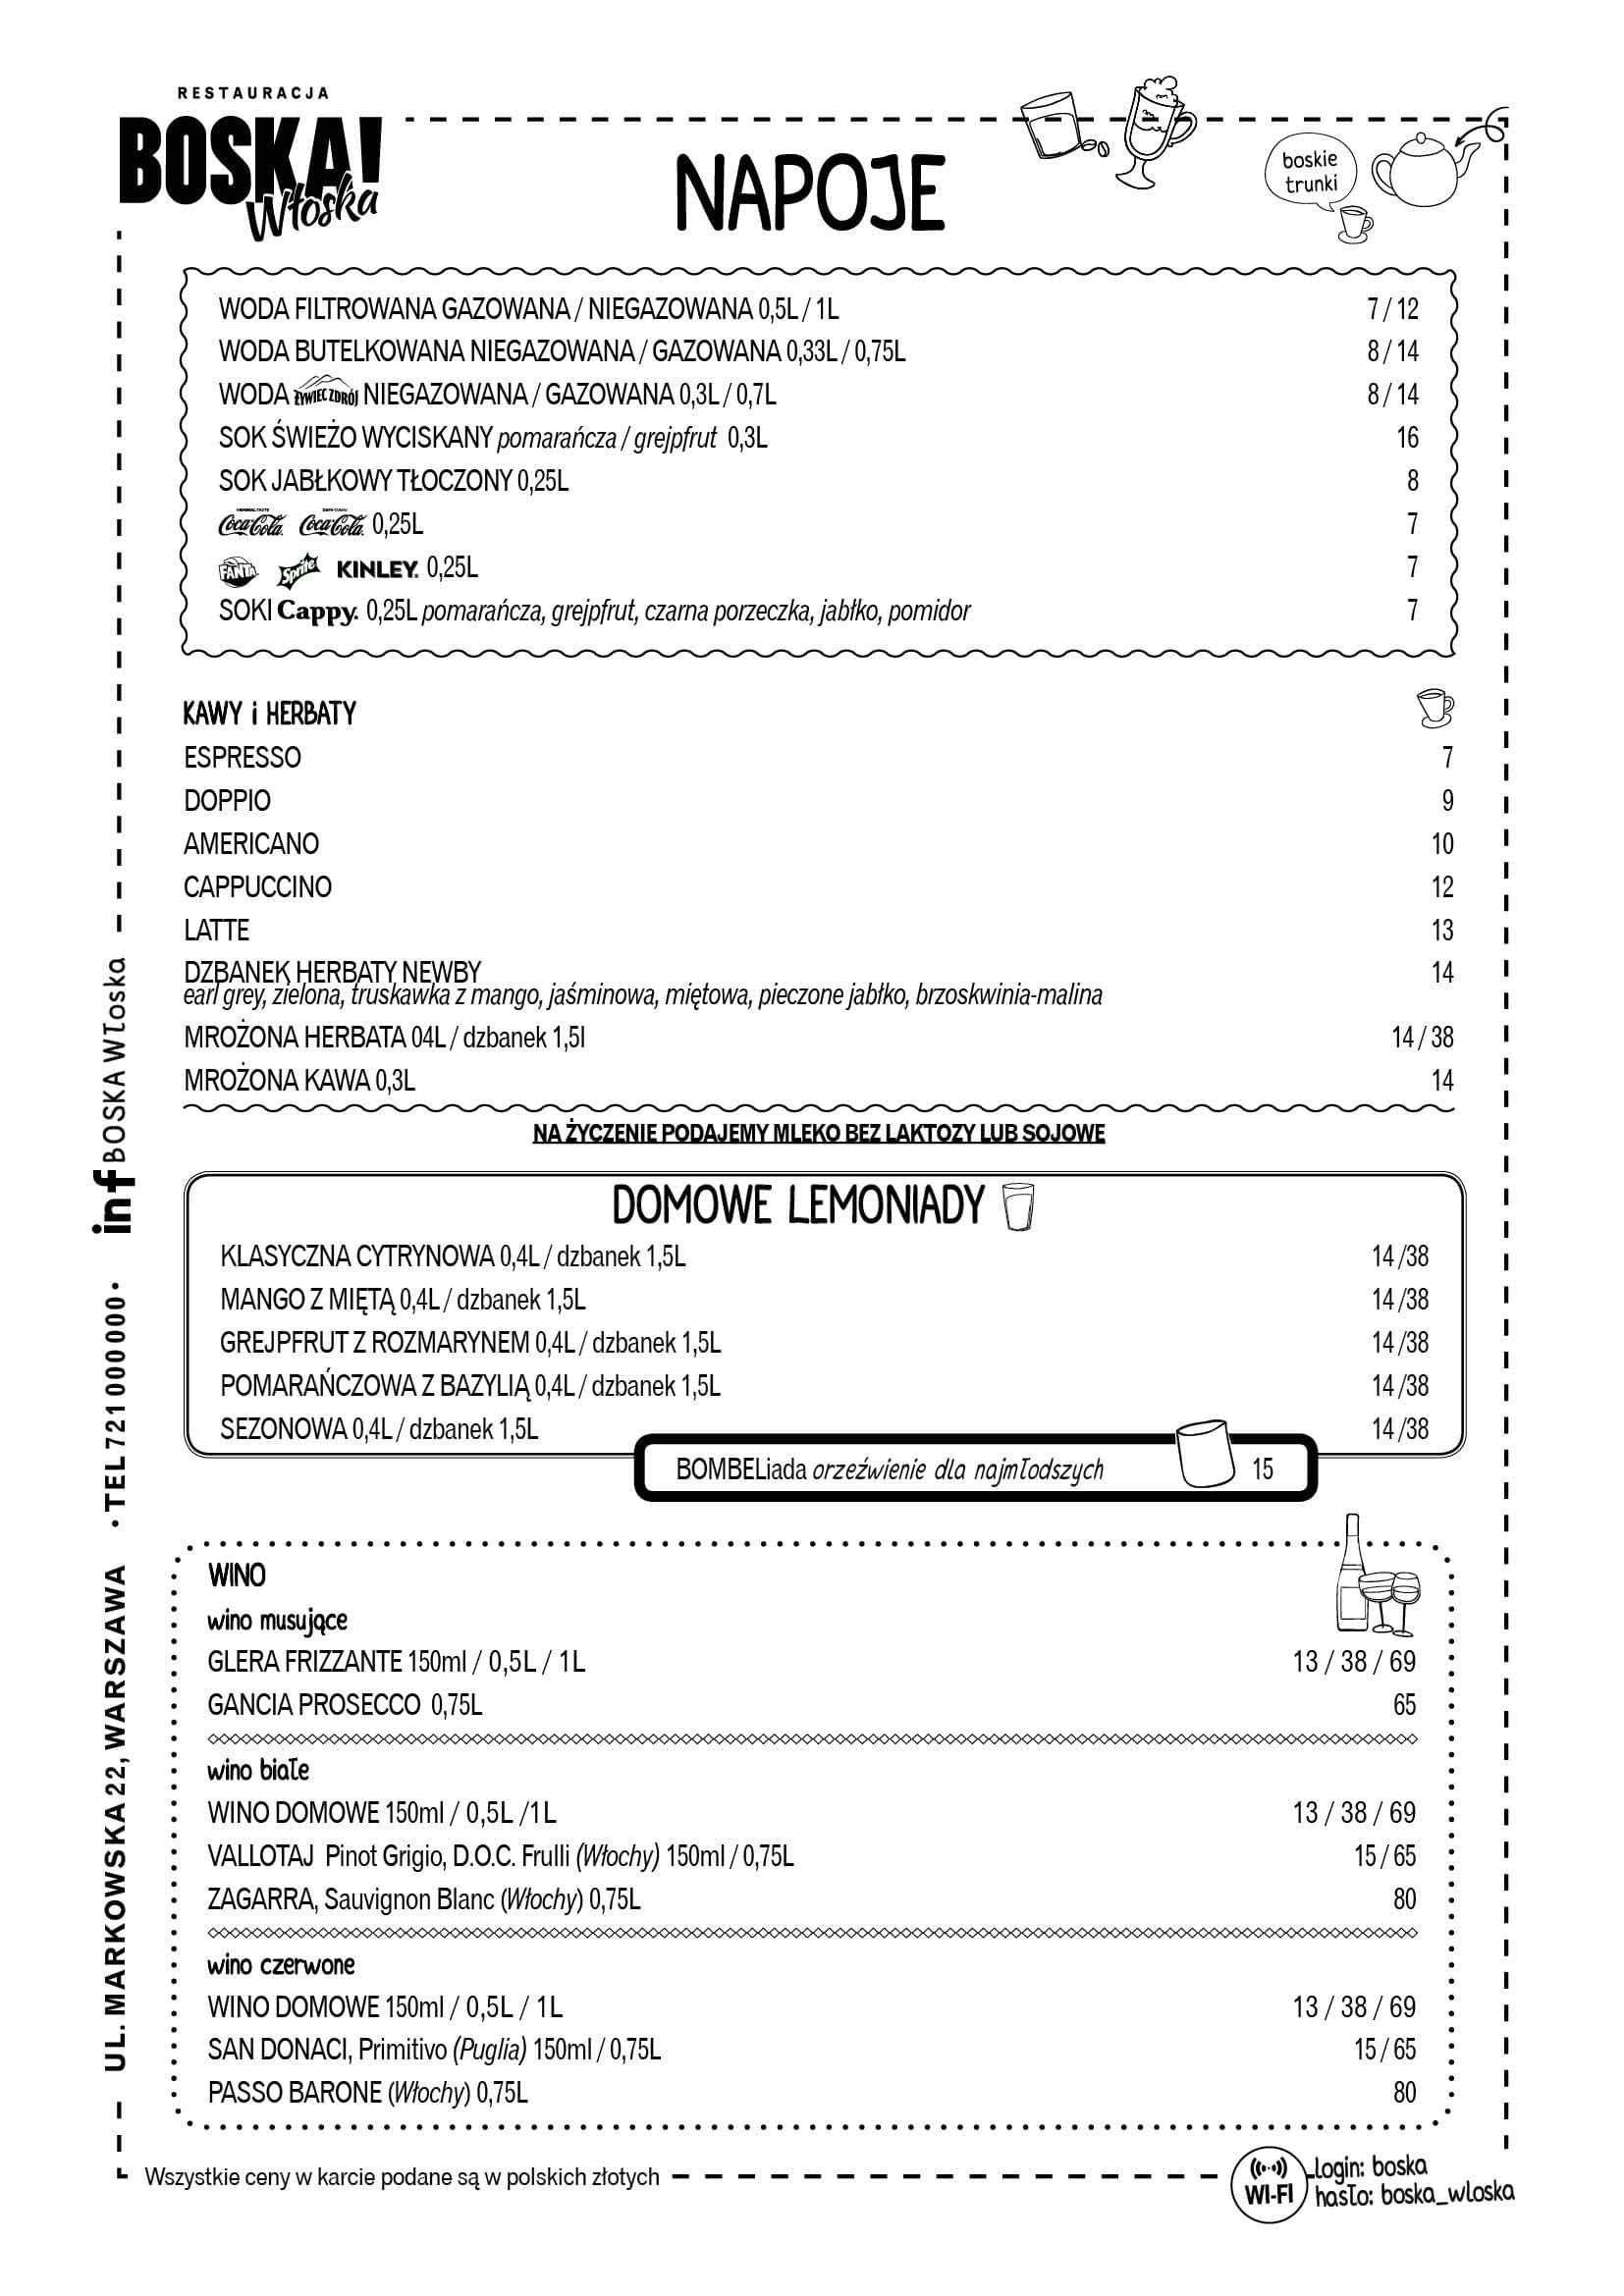 RESTAURACJA
BOSKA!
Włoska
NAPOJE
boskie
trunki
WODA FILTROWANA GAZOWANA / NIEGAZOWANA 0,5L / 1L 7 / 12
WODA BUTELKOWANA NIEGAZOWANA / GAZOWANA 0,33L / 0,75L 8 / 14
WODA ŻYWIEC ZDRÓJ NIEGAZOWANA / GAZOWANA 0,3L / 0,7L 8 / 14
SOK ŚWIEŻO WYCISKANY pomarańcza / grejpfrut 0,3L 16
SOK JABŁKOWY TŁOCZONY 0,25L 8
Coca-Cola Coca-Cola 0,25L 7
FANTA Sprite KINLEY. 0,25L 7
SOKI Cappy. 0,25L pomarańcza, grejpfrut, czarna porzeczka, jabłko, pomidor 7
KAWY i HERBATY
ESPRESSO 7
DOPPIO 9
AMERICANO 10
CAPPUCCINO 12
LATTE 13
DZBANEK HERBATY NEWBY 14
earl grey, zielona, truskawka z mango, jaśminowa, miętowa, pieczone jabłko, brzoskwinia-malina
MROŻONA HERBATA 04L / dzbanek 1,5l 14 / 38
MROŻONA KAWA 0,3L 14
NA ŻYCZENIE PODAJEMY MLEKO BEZ LAKTOZY LUB SOJOWE
DOMOWE LEMONIADY
KLASYCZNA CYTRYNOWA 0,4L / dzbanek 1,5L 14 /38
MANGO Z MIĘTĄ 0,4L / dzbanek 1,5L 14 /38
GREJPFRUT Z ROZMARYNEM 0,4L / dzbanek 1,5L 14 /38
POMARAŃCZOWA Z BAZYLIĄ 0,4L / dzbanek 1,5L 14 /38
SEZONOWA 0,4L / dzbanek 1,5L 14 /38
BOMBELiada orzeźwienie dla najmłodszych 15
WINO
wino musujące
GLERA FRIZZANTE 150ml / 0,5L / 1L 13 / 38 / 69
GANCIA PROSECCO 0,75L 65
wino białe
WINO DOMOWE 150ml / 0,5L /1L 13 / 38 / 69
VALLOTAJ Pinot Grigio, D.O.C. Frulli (Włochy) 150ml / 0,75L 15 / 65
ZAGARRA, Sauvignon Blanc (Włochy) 0,75L 80
wino czerwone
WINO DOMOWE 150ml / 0,5L / 1L 13 / 38 / 69
SAN DONACI, Primitivo (Puglia) 150ml / 0,75L 15 / 65
PASSO BARONE (Włochy) 0,75L 80
Wszystkie ceny w karcie podane są w polskich złotych
WI-FI
login: boska
hasło: boska_wloska
UL. MARKOWSKA 22, WARSZAWA • TEL 721 000 000 • inf BOSKA Włoska